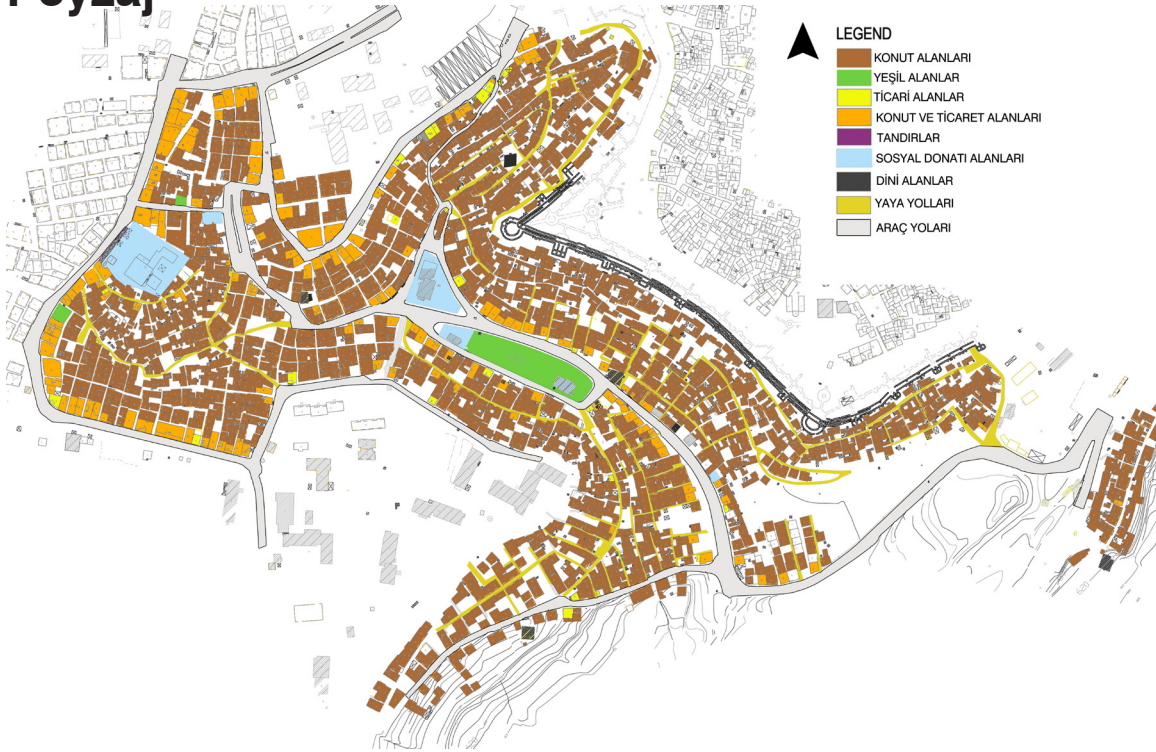 Peyzaj
LEGEND
KONUT ALANLARI
YEŞİL ALANLAR
TİCARİ ALANLAR
KONUT VE TİCARET ALANLARI
TANDIRLAR
SOSYAL DONATI ALANLARI
DİNİ ALANLAR
YAYA YOLLARI
ARAÇ YOLARI